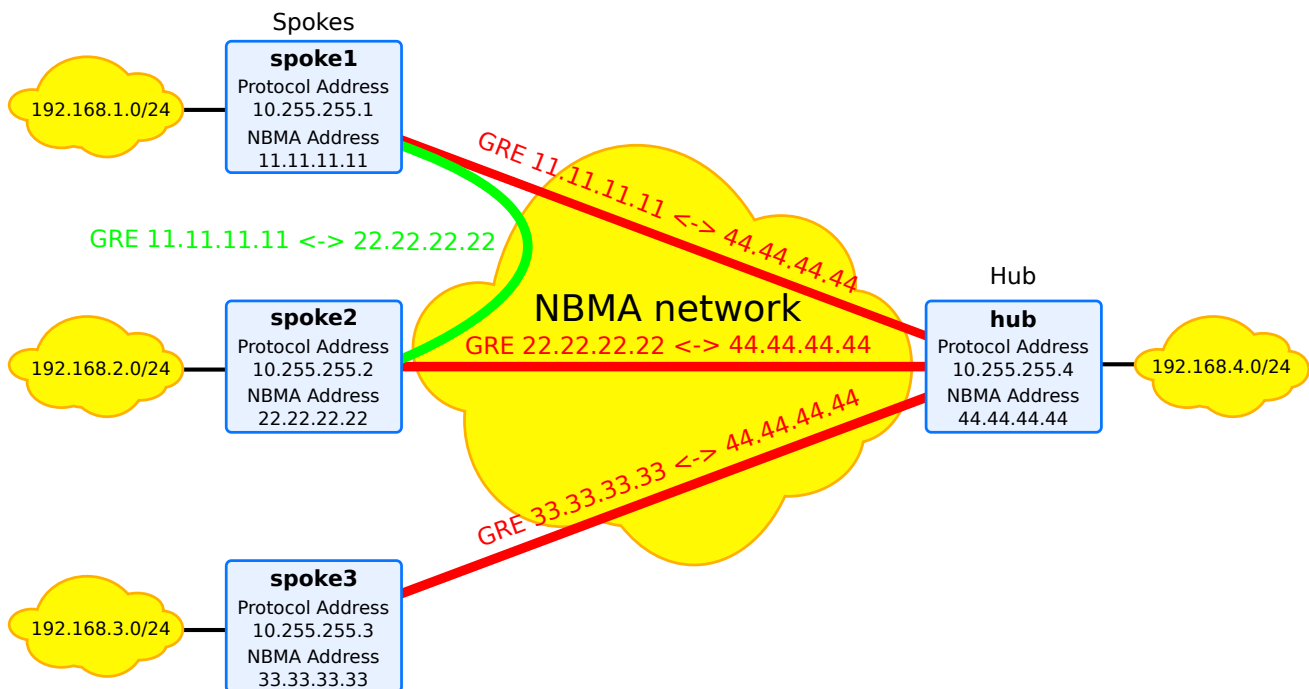 Spokes
spoke1
Protocol Address
10.255.255.1
NBMA Address
11.11.11.11
192.168.1.0/24
GRE 11.11.11.11 <-> 44.44.44.44
GRE 11.11.11.11 <-> 22.22.22.22
NBMA network
Hub
spoke2
Protocol Address
10.255.255.2
NBMA Address
22.22.22.22
192.168.2.0/24
GRE 22.22.22.22 <-> 44.44.44.44
hub
Protocol Address
10.255.255.4
NBMA Address
44.44.44.44
192.168.4.0/24
GRE 33.33.33.33 <-> 44.44.44.44
spoke3
Protocol Address
10.255.255.3
NBMA Address
33.33.33.33
192.168.3.0/24